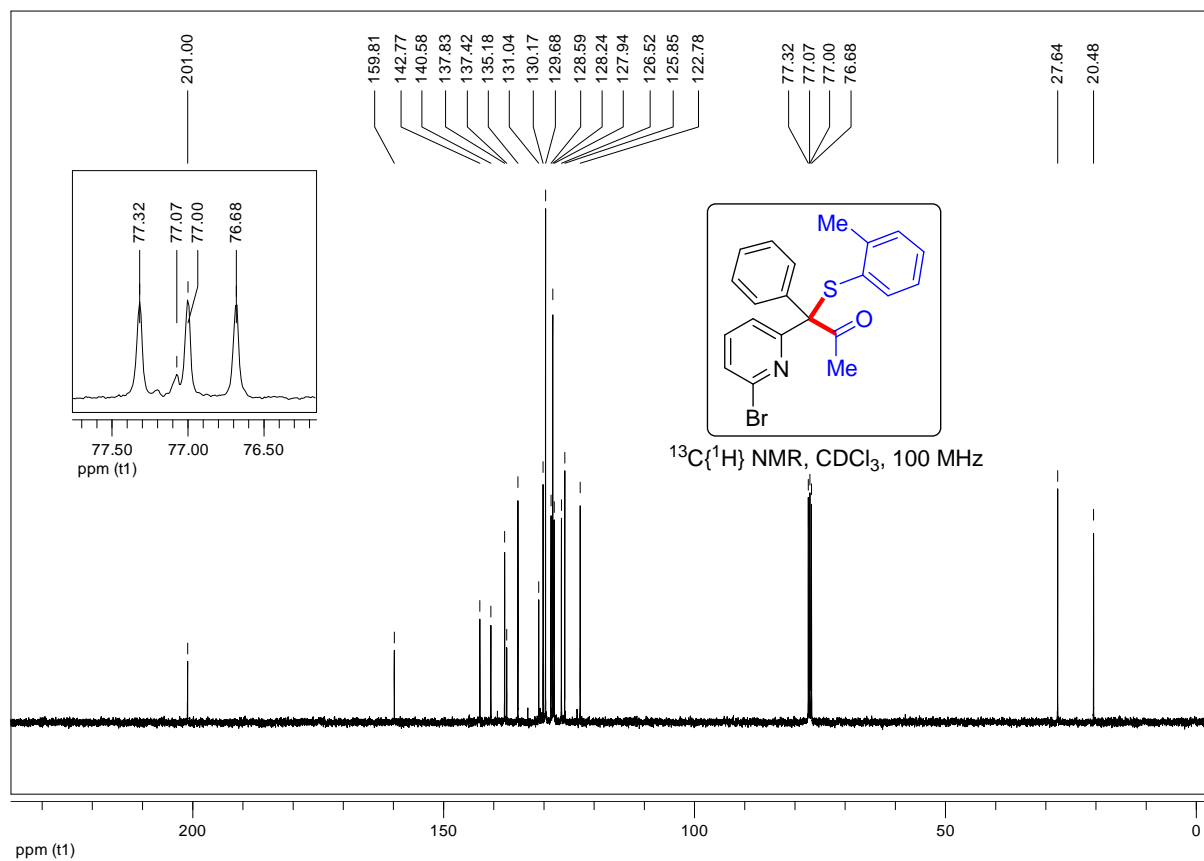 201.00
159.81
142.77
140.58
137.83
137.42
135.18
131.04
130.17
129.68
128.59
128.24
127.94
126.52
125.85
122.78
77.32
77.07
77.00
76.68
27.64
20.48
77.32
77.07
77.00
76.68
77.50 77.00 76.50
ppm (t1)
Me
S
O
N
Me
Br
¹³C{¹H} NMR, CDCl₃, 100 MHz
200 150 100 50 0
ppm (t1)